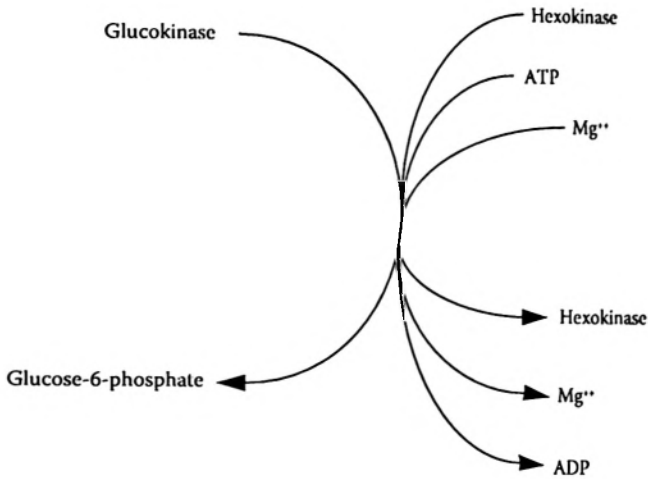 Glucokinase
Hexokinase
ATP
Mg⁺⁺
Hexokinase
Glucose-6-phosphate
Mg⁺⁺
ADP